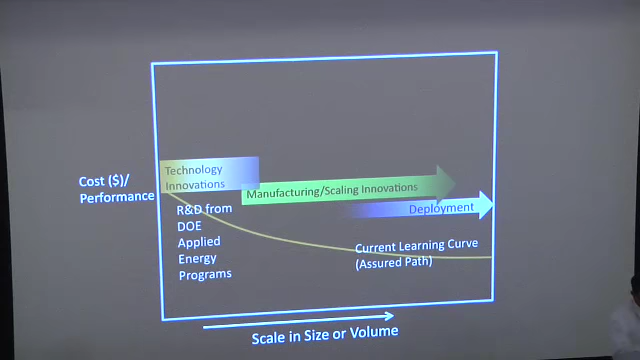 Technology
Innovations
Manufacturing/Scaling Innovations
Deployment
Cost ($)/
Performance
R&D from
DOE
Applied
Energy
Programs
Current Learning Curve
(Assured Path)
Scale in Size or Volume